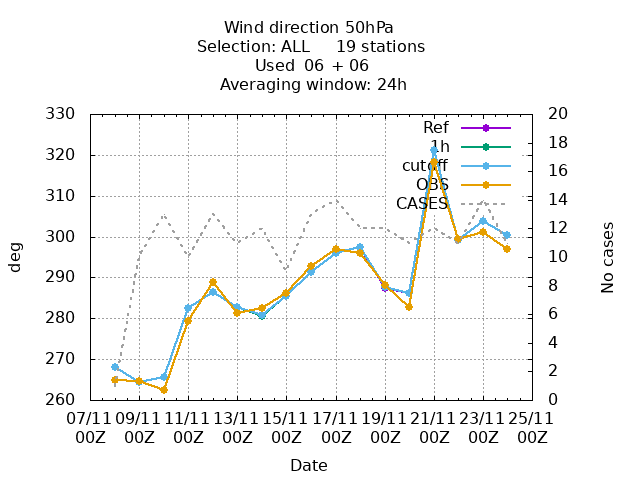 Wind direction 50hPa
Selection: ALL 19 stations
Used 06 + 06
Averaging window: 24h
330 20
320 18
310 16
300 14
290 12
280 10
270 8
260 6
4
2
0
Ref
1h
cutoff
OBS
CASES
deg
No cases
07/11 09/11 11/11 13/11 15/11 17/11 19/11 21/11 23/11 25/11
00Z 00Z 00Z 00Z 00Z 00Z 00Z 00Z 00Z 00Z
Date